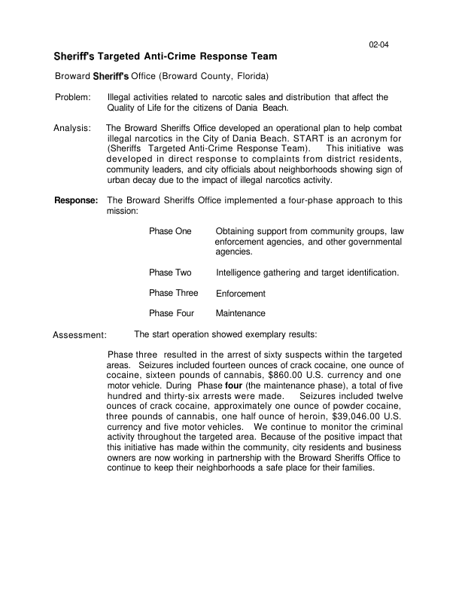 02-04
Sheriff's Targeted Anti-Crime Response Team
Broward Sheriff's Office (Broward County, Florida)
Problem: Illegal activities related to narcotic sales and distribution that affect the
Quality of Life for the citizens of Dania Beach.
Analysis: The Broward Sheriffs Office developed an operational plan to help combat
illegal narcotics in the City of Dania Beach. START is an acronym for
(Sheriffs Targeted Anti-Crime Response Team). This initiative was
developed in direct response to complaints from district residents,
community leaders, and city officials about neighborhoods showing sign of
urban decay due to the impact of illegal narcotics activity.
Response: The Broward Sheriffs Office implemented a four-phase approach to this
mission:
Phase One Obtaining support from community groups, law
enforcement agencies, and other governmental
agencies.
Phase Two Intelligence gathering and target identification.
Phase Three Enforcement
Phase Four Maintenance
Assessment: The start operation showed exemplary results:
Phase three resulted in the arrest of sixty suspects within the targeted
areas. Seizures included fourteen ounces of crack cocaine, one ounce of
cocaine, sixteen pounds of cannabis, $860.00 U.S. currency and one
motor vehicle. During Phase four (the maintenance phase), a total of five
hundred and thirty-six arrests were made. Seizures included twelve
ounces of crack cocaine, approximately one ounce of powder cocaine,
three pounds of cannabis, one half ounce of heroin, $39,046.00 U.S.
currency and five motor vehicles. We continue to monitor the criminal
activity throughout the targeted area. Because of the positive impact that
this initiative has made within the community, city residents and business
owners are now working in partnership with the Broward Sheriffs Office to
continue to keep their neighborhoods a safe place for their families.